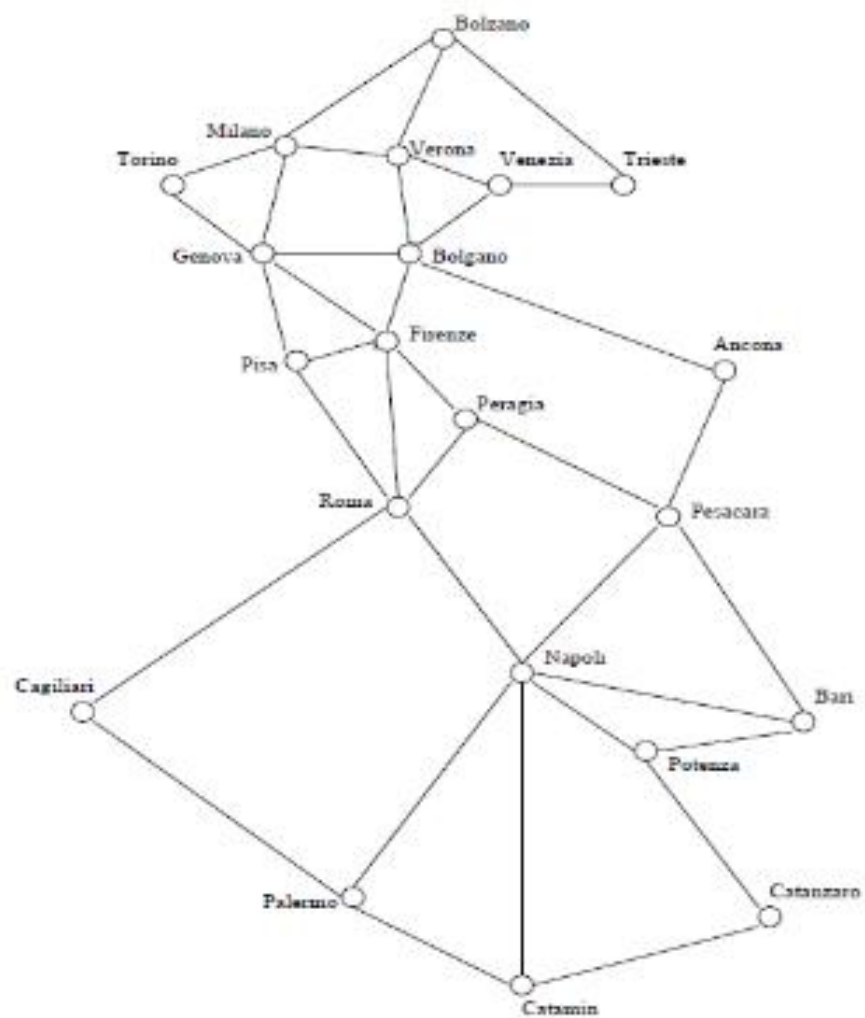 Bolzano
Milano
Verona
Torino
Venezia
Trieste
Genova
Bolgano
Firenze
Ancona
Pisa
Peragia
Roma
Pesacara
Napoli
Cagiliari
Bari
Potenza
Catanzaro
Palermo
Catamin